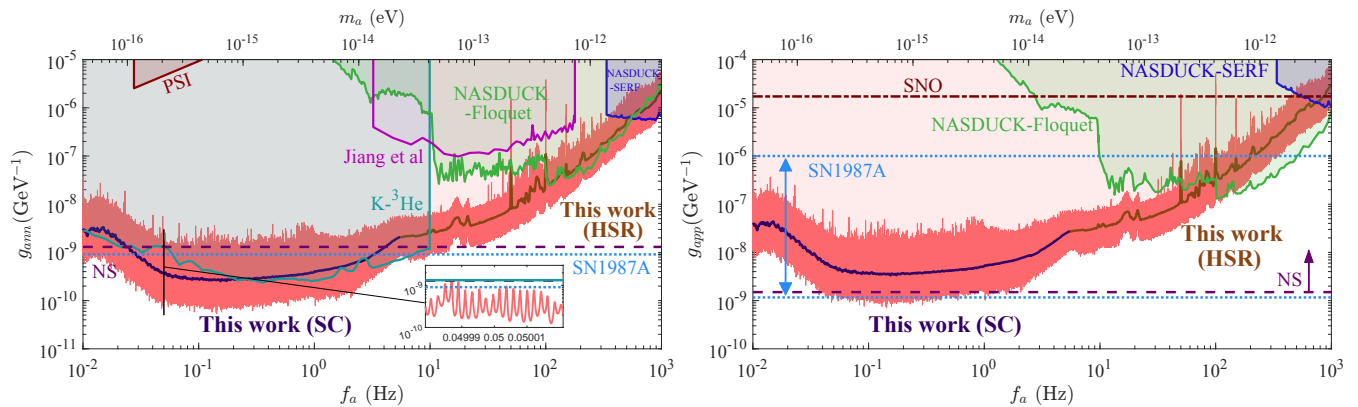 m_a (eV)
10^-16 10^-15 10^-14 10^-13 10^-12
10^-5
10^-6
10^-7
10^-8
10^-9
10^-10
10^-11
g_ann (GeV^-1)
PSI
NASDUCK
-SERF
NASDUCK
-Floquet
Jiang et al
K-^3He
This work
(HSR)
NS
SN1987A
10^-9
10^-10
0.04999 0.05 0.05001
This work (SC)
10^-2 10^-1 10^0 10^1 10^2 10^3
f_a (Hz)
m_a (eV)
10^-16 10^-15 10^-14 10^-13 10^-12
10^-4
10^-5
10^-6
10^-7
10^-8
10^-9
10^-10
g_app (GeV^-1)
NASDUCK-SERF
SNO
NASDUCK-Floquet
SN1987A
This work
(HSR)
NS
This work (SC)
10^-2 10^-1 10^0 10^1 10^2 10^3
f_a (Hz)